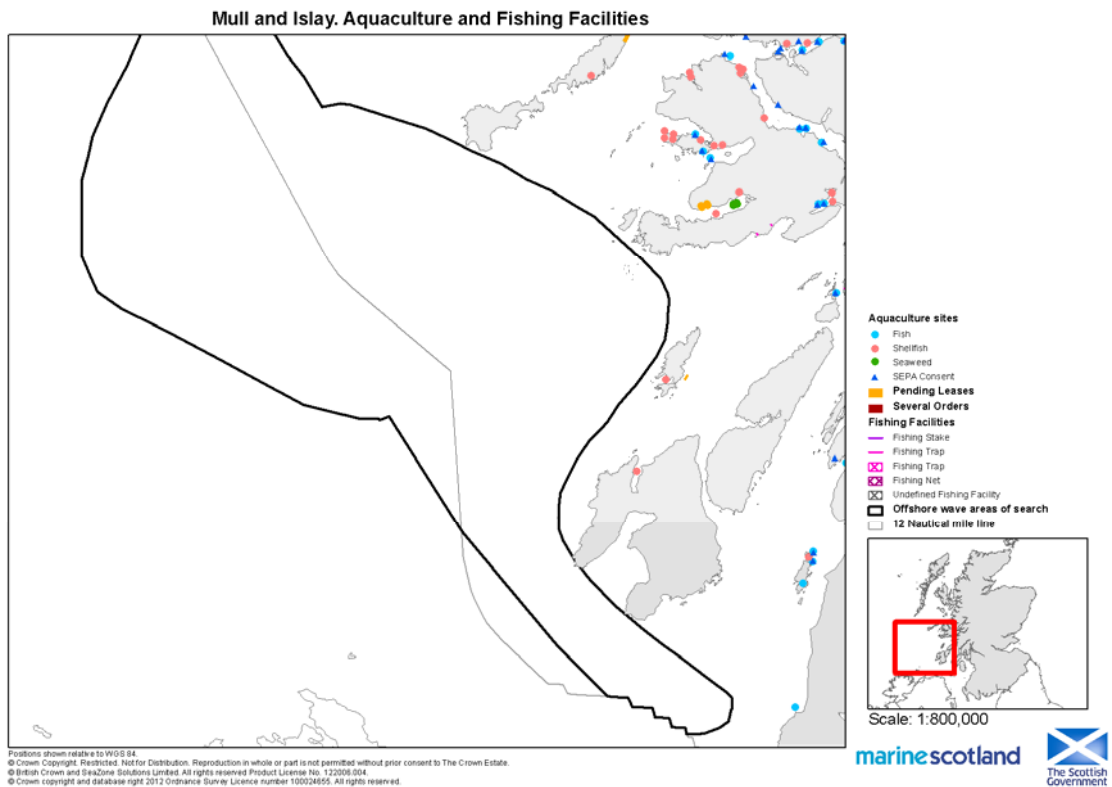 Mull and Islay. Aquaculture and Fishing Facilities
Aquaculture sites
Fish
Shellfish
Seaweed
SEPA Consent
Pending Leases
Several Orders
Fishing Facilities
Fishing Stake
Fishing Trap
Fishing Trap
Fishing Net
Undefined Fishing Facility
Offshore wave areas of search
12 Nautical mile line
Scale: 1:800,000
marinescotland
The Scottish
Government
Positions shown relative to WGS 84.
© Crown Copyright. Restricted. Not for Distribution. Reproduction in whole or part is not permitted without prior consent to The Crown Estate.
© British Crown and SeaZone Solutions Limited. All rights reserved Product License No. 122006.004.
© Crown copyright and database right 2012 Ordnance Survey Licence number 100024655. All rights reserved.